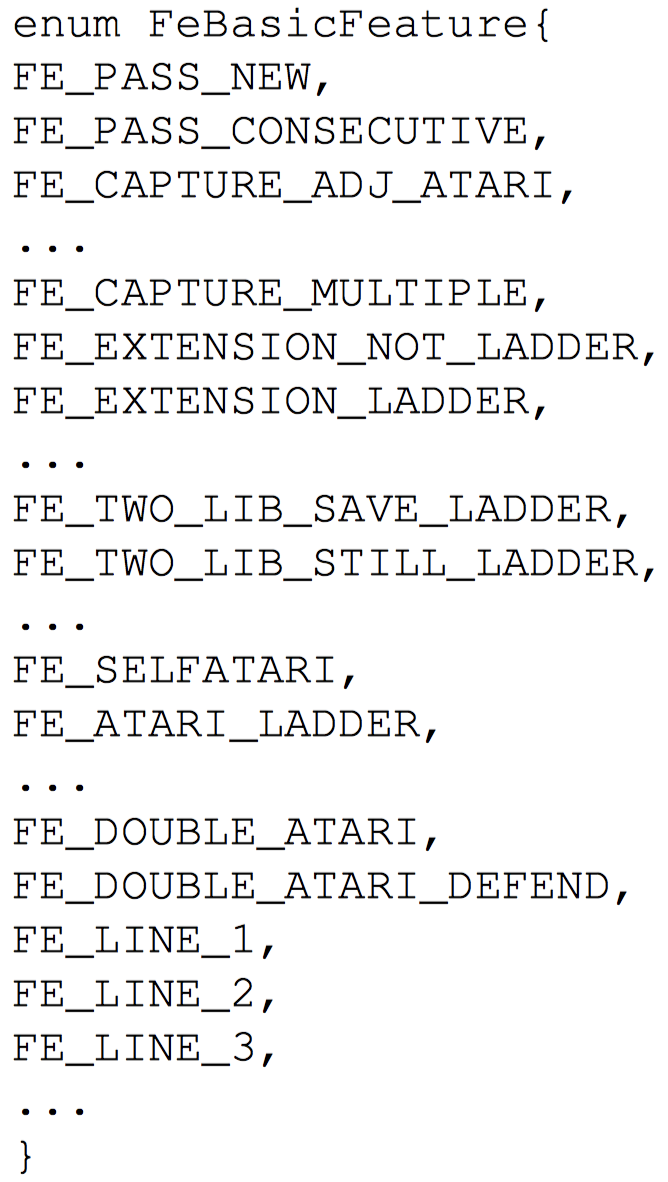 enum FeBasicFeature{
FE_PASS_NEW,
FE_PASS_CONSECUTIVE,
FE_CAPTURE_ADJ_ATARI,
...
FE_CAPTURE_MULTIPLE,
FE_EXTENSION_NOT_LADDER,
FE_EXTENSION_LADDER,
...
FE_TWO_LIB_SAVE_LADDER,
FE_TWO_LIB_STILL_LADDER,
...
FE_SELFATARI,
FE_ATARI_LADDER,
...
FE_DOUBLE_ATARI,
FE_DOUBLE_ATARI_DEFEND,
FE_LINE_1,
FE_LINE_2,
FE_LINE_3,
...
}